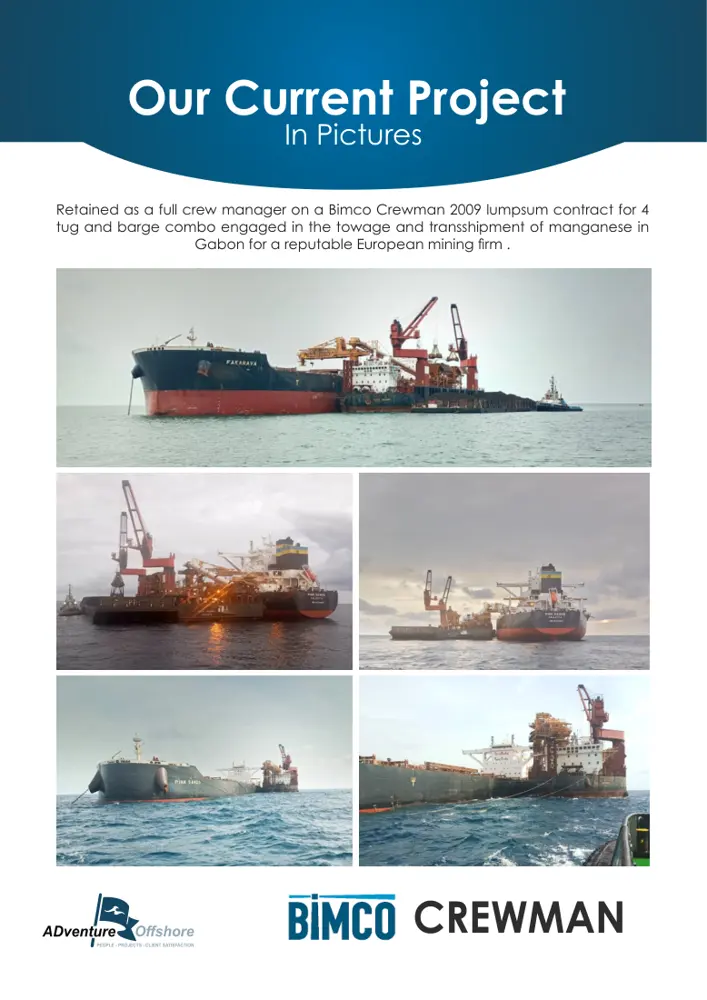 Our Current Project
In Pictures
Retained as a full crew manager on a Bimco Crewman 2009 lumpsum contract for 4
tug and barge combo engaged in the towage and transshipment of manganese in
Gabon for a reputable European mining firm .
ADventure Offshore
PEOPLE - PROJECTS - CLIENT SATISFACTION
BIMCO CREWMAN